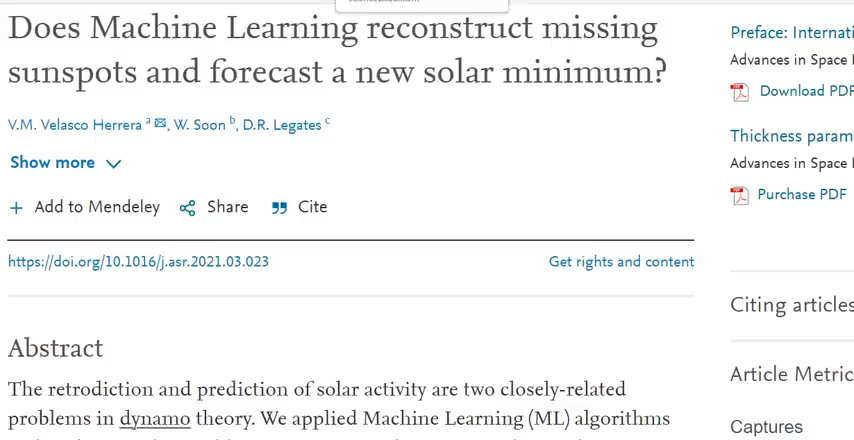 Does Machine Learning reconstruct missing
sunspots and forecast a new solar minimum?
V.M. Velasco Herrera a, W. Soon b, D.R. Legates c
Show more
Add to Mendeley Share Cite
https://doi.org/10.1016/j.asr.2021.03.023 Get rights and content
Abstract
The retrodiction and prediction of solar activity are two closely-related
problems in dynamo theory. We applied Machine Learning (ML) algorithms
Preface: Internati
Advances in Space
Download PDF
Thickness param
Advances in Space
Purchase PDF
Citing articles
Article Metric
Captures